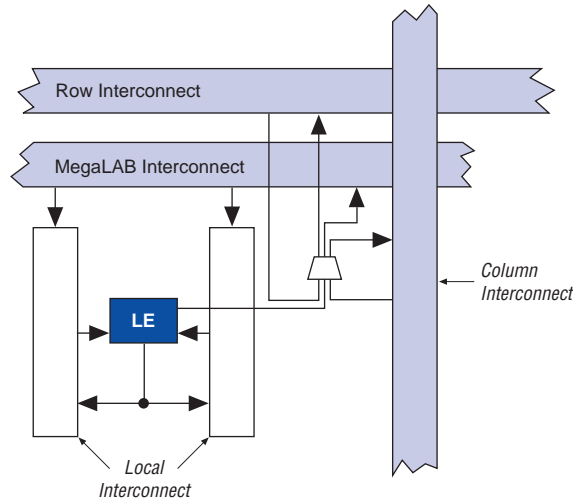 Row Interconnect
MegaLAB Interconnect
Column
Interconnect
LE
Local
Interconnect